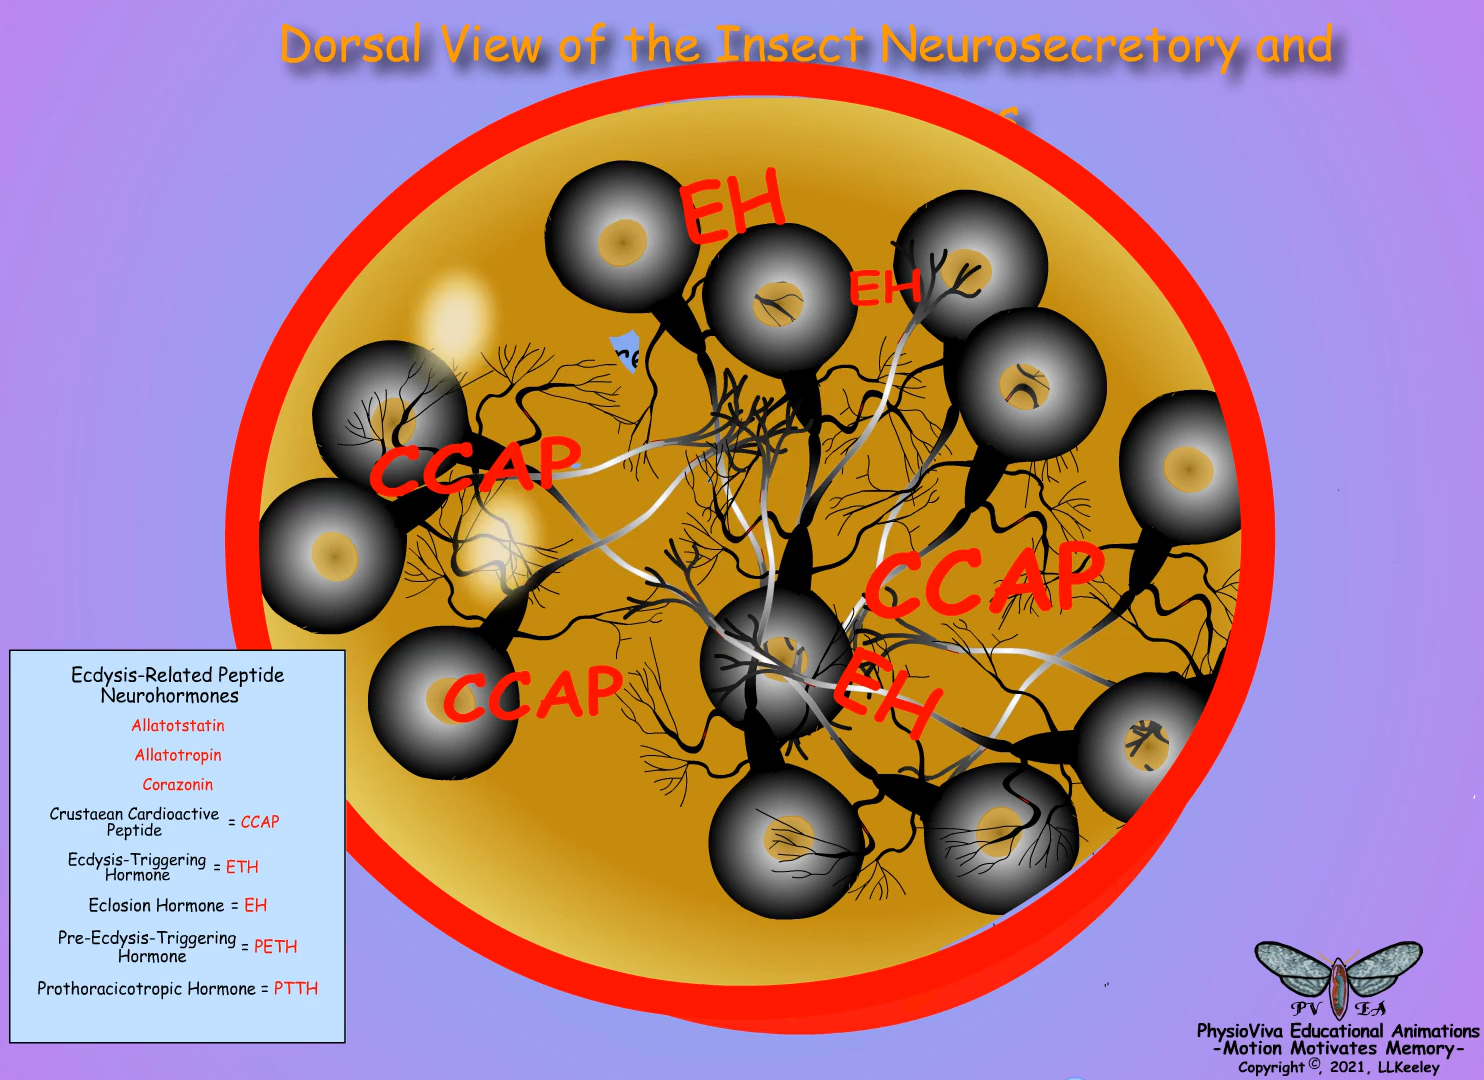 Dorsal View of the Insect Neurosecretory and
EH
EH
CCAP
CCAP
EH
CCAP
Ecdysis-Related Peptide
Neurohormones
Allatotstatin
Allatotropin
Corazonin
Crustaean Cardioactive
Peptide = CCAP
Ecdysis-Triggering
Hormone = ETH
Eclosion Hormone = EH
Pre-Ecdysis-Triggering
Hormone = PETH
Prothoracicotropic Hormone = PTTH
PV EA
PhysioViva Educational Animations
-Motion Motivates Memory-
Copyright ©, 2021, LLKeeley